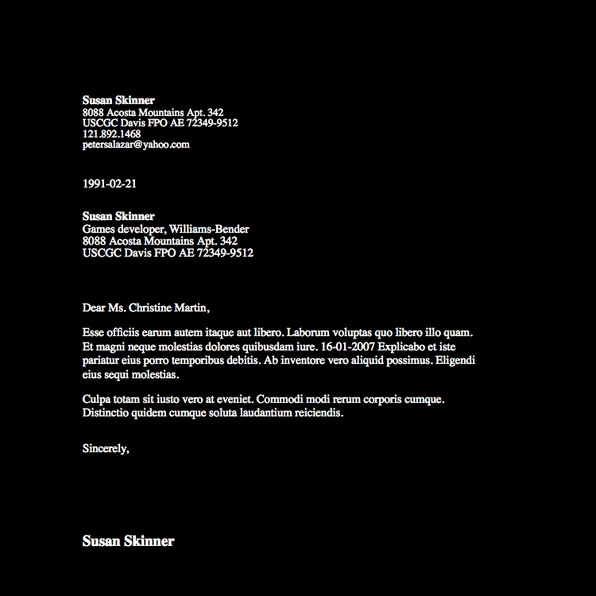 Susan Skinner
8088 Acosta Mountains Apt. 342
USCGC Davis FPO AE 72349-9512
121.892.1468
petersalazar@yahoo.com
1991-02-21
Susan Skinner
Games developer, Williams-Bender
8088 Acosta Mountains Apt. 342
USCGC Davis FPO AE 72349-9512
Dear Ms. Christine Martin,
Esse officiis earum autem itaque aut libero. Laborum voluptas quo libero illo quam.
Et magni neque molestias dolores quibusdam iure. 16-01-2007 Explicabo et iste
pariatur eius porro temporibus debitis. Ab inventore vero aliquid possimus. Eligendi
eius sequi molestias.
Culpa totam sit iusto vero at eveniet. Commodi modi rerum corporis cumque.
Distinctio quidem cumque soluta laudantium reiciendis.
Sincerely,
Susan Skinner